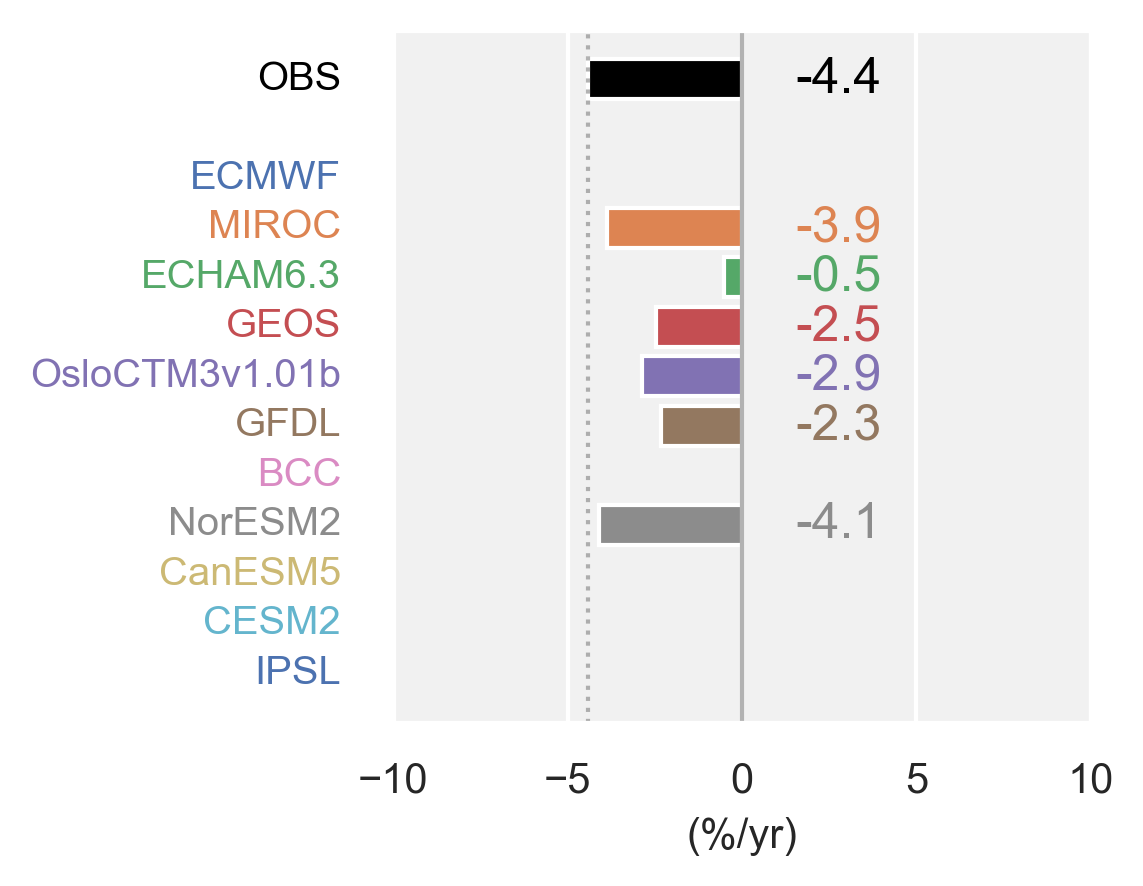 OBS -4.4
ECMWF
MIROC -3.9
ECHAM6.3 -0.5
GEOS -2.5
OsloCTM3v1.01b -2.9
GFDL -2.3
BCC
NorESM2 -4.1
CanESM5
CESM2
IPSL
−10 −5 0 5 10
(%/yr)